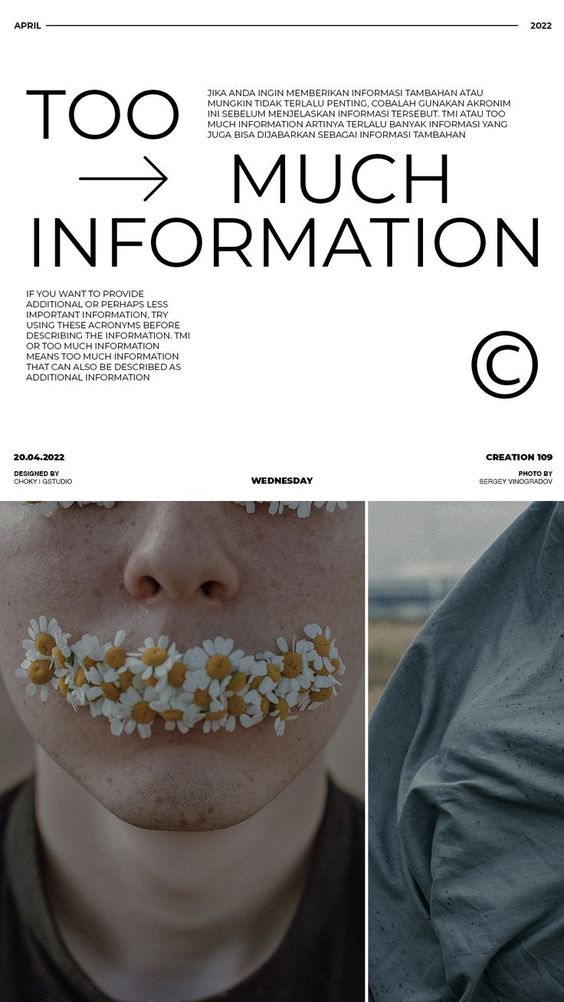 APRIL
2022
TOO
JIKA ANDA INGIN MEMBERIKAN INFORMASI TAMBAHAN ATAU
MUNGKIN TIDAK TERLALU PENTING, COBALAH GUNAKAN AKRONIM
INI SEBELUM MENJELASKAN INFORMASI TERSEBUT. TMI ATAU TOO
MUCH INFORMATION ARTINYA TERLALU BANYAK INFORMASI YANG
JUGA BISA DIJABARKAN SEBAGAI INFORMASI TAMBAHAN
→ MUCH
INFORMATION
IF YOU WANT TO PROVIDE
ADDITIONAL OR PERHAPS LESS
IMPORTANT INFORMATION, TRY
USING THESE ACRONYMS BEFORE
DESCRIBING THE INFORMATION. TMI
OR TOO MUCH INFORMATION
MEANS TOO MUCH INFORMATION
THAT CAN ALSO BE DESCRIBED AS
ADDITIONAL INFORMATION
©
20.04.2022
CREATION 109
DESIGNED BY
CHOKY | GSTUDIO
WEDNESDAY
PHOTO BY
SERGEY VINOGRADOV